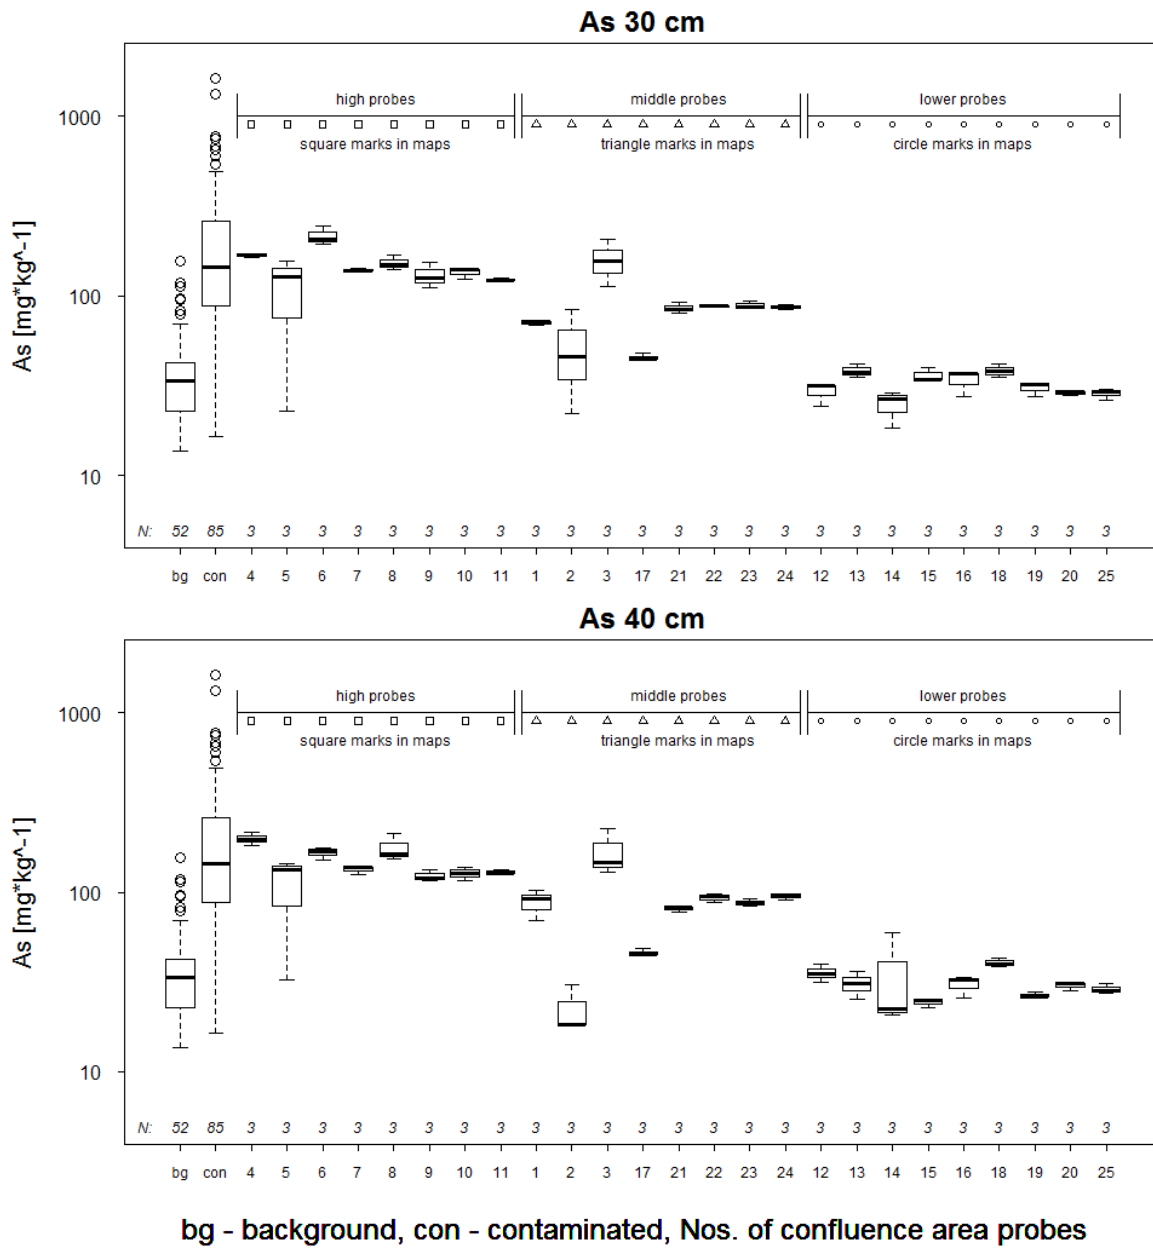 As 30 cm
high probes
middle probes
lower probes
square marks in maps
triangle marks in maps
circle marks in maps
1000
100
10
As [mg*kg^-1]
N: 52 85 3 3 3 3 3 3 3 3 3 3 3 3 3 3 3 3 3 3 3 3 3 3 3 3 3
bg con 4 5 6 7 8 9 10 11 1 2 3 17 21 22 23 24 12 13 14 15 16 18 19 20 25
As 40 cm
high probes
middle probes
lower probes
square marks in maps
triangle marks in maps
circle marks in maps
1000
100
10
As [mg*kg^-1]
N: 52 85 3 3 3 3 3 3 3 3 3 3 3 3 3 3 3 3 3 3 3 3 3 3 3 3 3
bg con 4 5 6 7 8 9 10 11 1 2 3 17 21 22 23 24 12 13 14 15 16 18 19 20 25
bg - background, con - contaminated, Nos. of confluence area probes